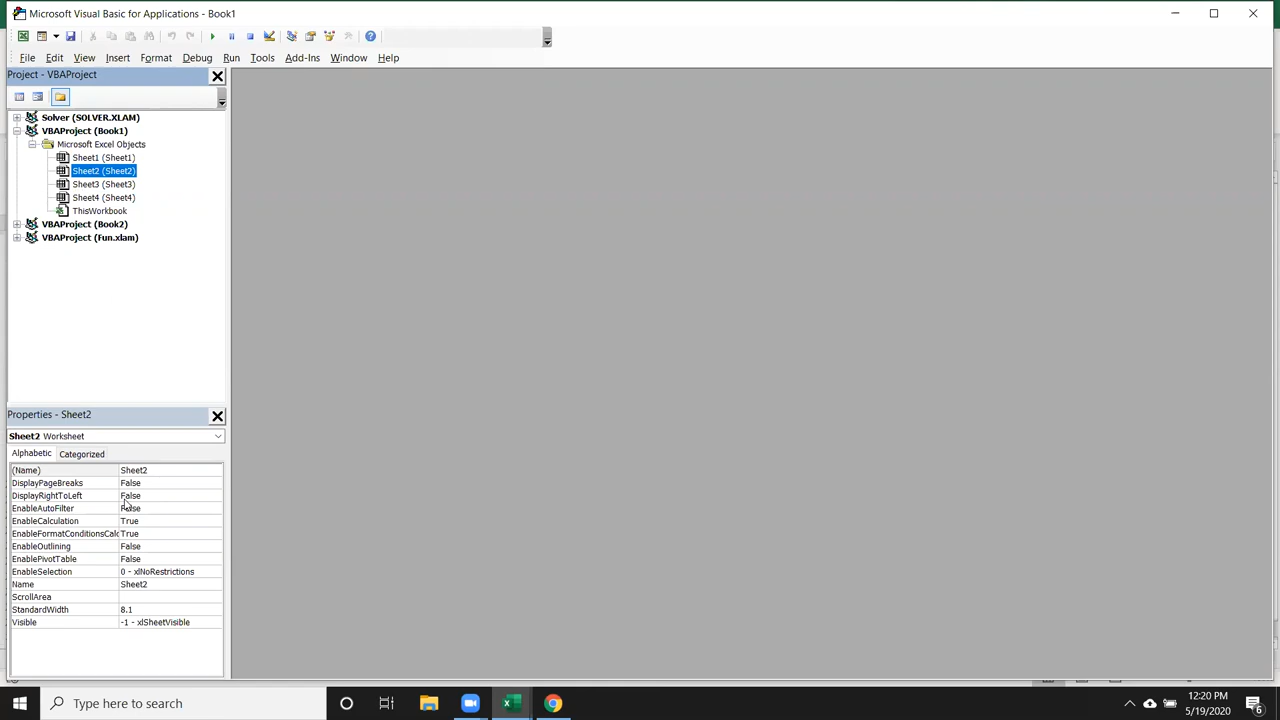 Microsoft Visual Basic for Applications - Book1
File Edit View Insert Format Debug Run Tools Add-Ins Window Help
Project - VBAProject
Solver (SOLVER.XLAM)
VBAProject (Book1)
Microsoft Excel Objects
Sheet1 (Sheet1)
Sheet2 (Sheet2)
Sheet3 (Sheet3)
Sheet4 (Sheet4)
ThisWorkbook
VBAProject (Book2)
VBAProject (Fun.xlam)
Properties - Sheet2
Sheet2 Worksheet
Alphabetic Categorized
(Name) Sheet2
DisplayPageBreaks False
DisplayRightToLeft False
EnableAutoFilter False
EnableCalculation True
EnableFormatConditionsCalc True
EnableOutlining False
EnablePivotTable False
EnableSelection 0 - xlNoRestrictions
Name Sheet2
ScrollArea
StandardWidth 8.1
Visible -1 - xlSheetVisible
Type here to search
12:20 PM
5/19/2020
6